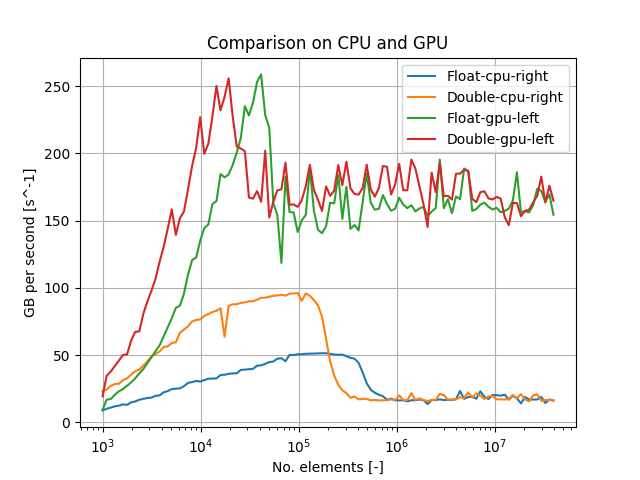 Comparison on CPU and GPU
Float-cpu-right
Double-cpu-right
Float-gpu-left
Double-gpu-left
GB per second [s^-1]
250
200
150
100
50
0
10³ 10⁴ 10⁵ 10⁶ 10⁷
No. elements [-]